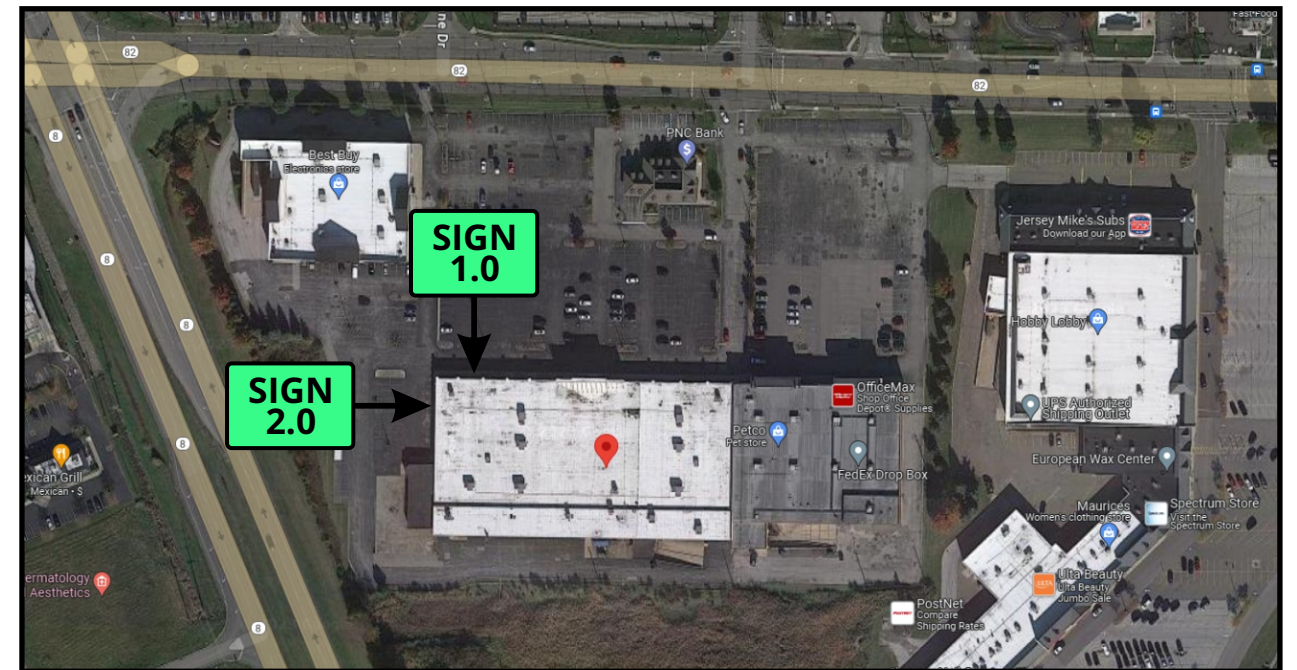 82
ne Dr
82
82
Fast Food
8
PNC Bank
Best Buy
Electronics store
Jersey Mike's Subs
Download our App
SIGN
1.0
8
8
Hobby Lobby
SIGN
2.0
OfficeMax
Shop Office
Depot® Supplies
UPS Authorized
Shipping Outlet
Petco
Pet store
8
FedEx Drop Box
European Wax Center
xican Grill
Mexican • $
Maurices
Women's clothing store
Spectrum Store
Visit the
Spectrum Store
ermatology
Aesthetics
Ulta Beauty
Ulta Beauty
Jumbo Sale
PostNet
Compare
Shipping Rates
8